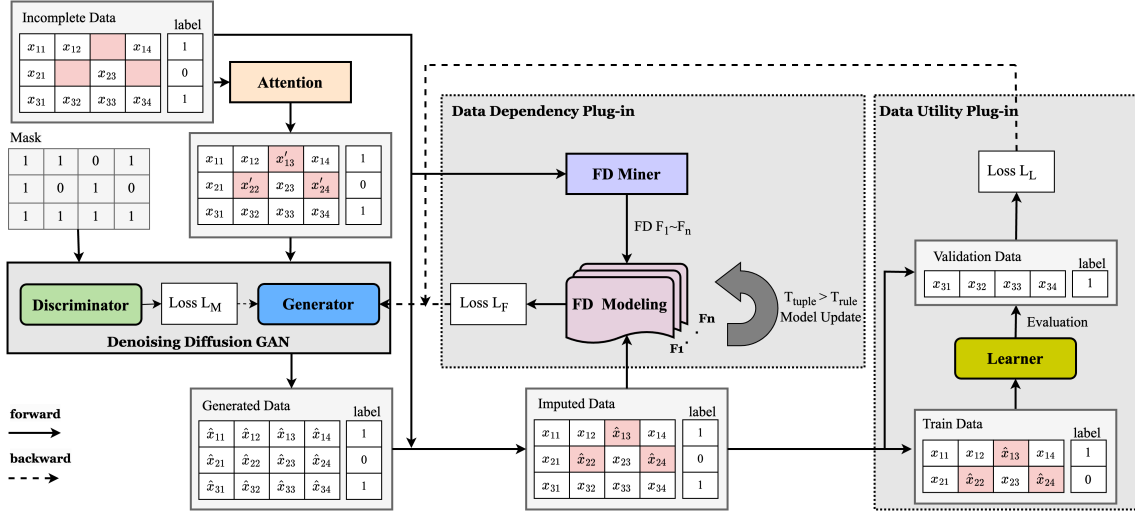 Incomplete Data
label
x₁₁ x₁₂ x₁₄ 1
x₂₁ x₂₃ 0
x₃₁ x₃₂ x₃₃ x₃₄ 1
Attention
Mask
1 1 0 1
1 0 1 0
1 1 1 1
x₁₁ x₁₂ x′₁₃ x₁₄ 1
x₂₁ x′₂₂ x₂₃ x′₂₄ 0
x₃₁ x₃₂ x₃₃ x₃₄ 1
Discriminator
Loss L_M
Generator
Denoising Diffusion GAN
forward
backward
Generated Data
label
x̂₁₁ x̂₁₂ x̂₁₃ x̂₁₄ 1
x̂₂₁ x̂₂₂ x̂₂₃ x̂₂₄ 0
x̂₃₁ x̂₃₂ x̂₃₃ x̂₃₄ 1
Data Dependency Plug-in
FD Miner
FD F₁~Fₙ
FD Modeling
Loss L_F
Fn
F1
T_tuple > T_rule
Model Update
Imputed Data
label
x₁₁ x₁₂ x̂₁₃ x₁₄ 1
x₂₁ x̂₂₂ x₂₃ x̂₂₄ 0
x₃₁ x₃₂ x₃₃ x₃₄ 1
Data Utility Plug-in
Loss L_L
Validation Data
label
x₃₁ x₃₂ x₃₃ x₃₄ 1
Evaluation
Learner
Train Data
label
x₁₁ x₁₂ x̂₁₃ x₁₄ 1
x₂₁ x̂₂₂ x₂₃ x̂₂₄ 0